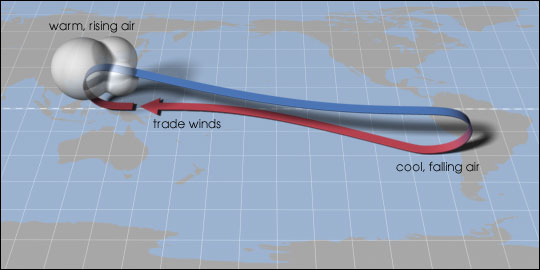 warm, rising air
trade winds
cool, falling air